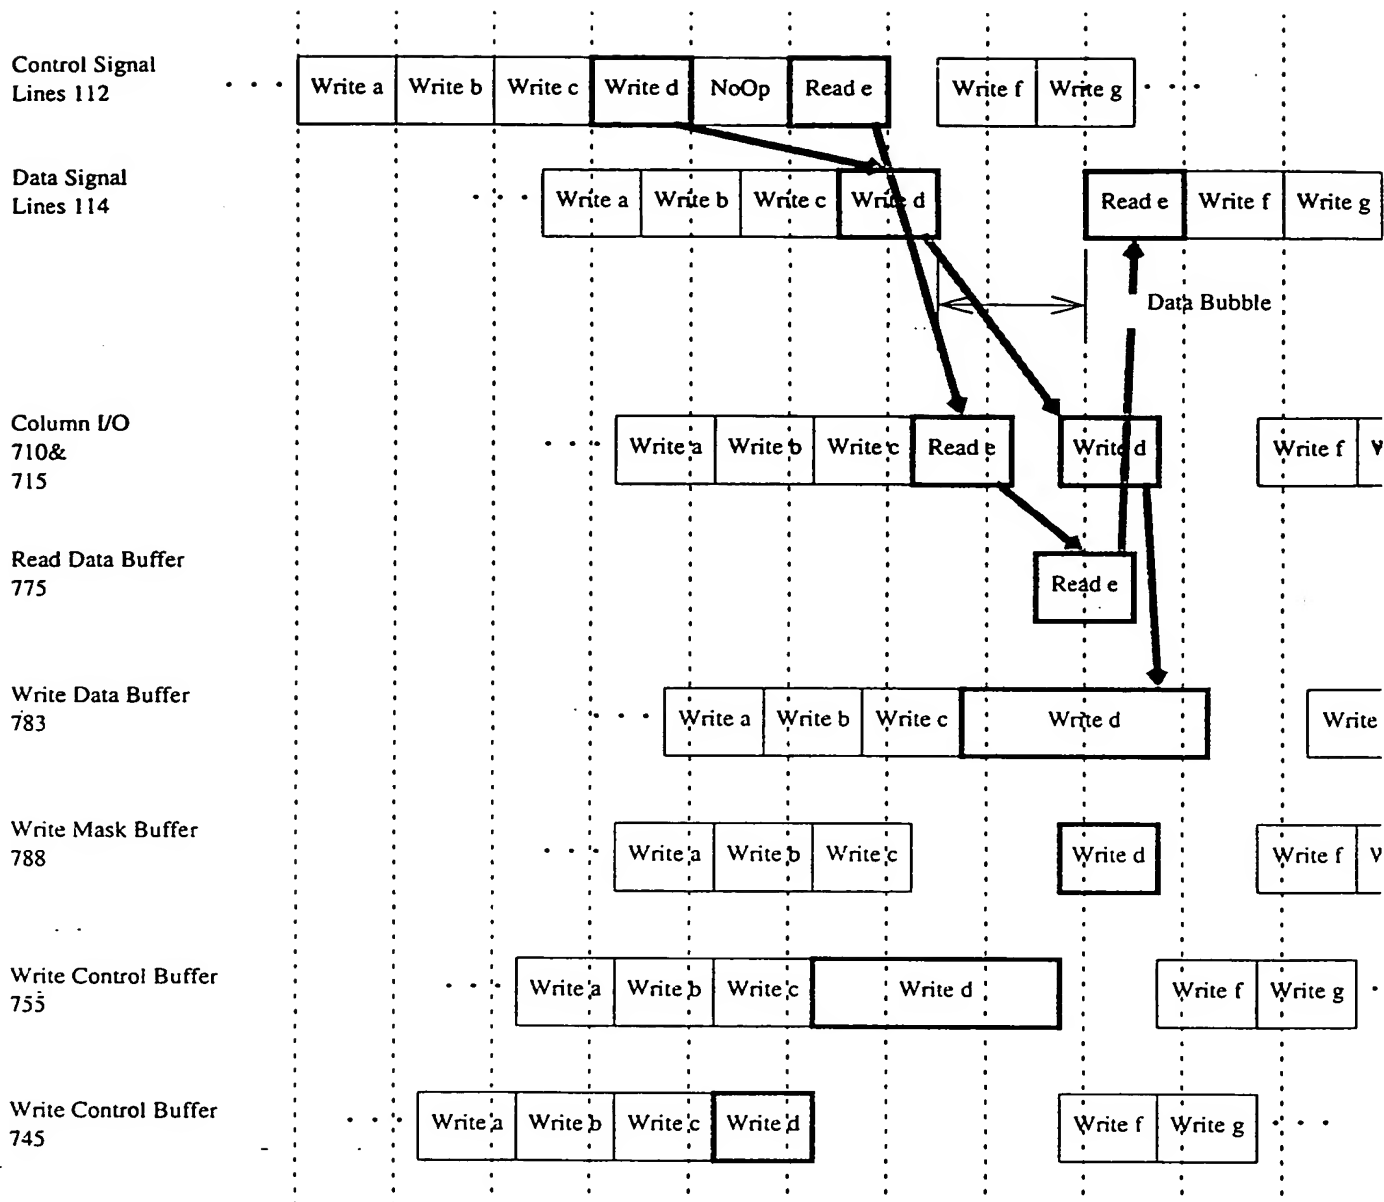 Control Signal
Lines 112
Write a Write b Write c Write d NoOp Read e Write f Write g
Data Signal
Lines 114
Write a Write b Write c Write d Read e Write f Write g
Data Bubble
Column I/O
710&
715
Write a Write b Write c Read e Write d Write f
Read Data Buffer
775
Read e
Write Data Buffer
783
Write a Write b Write c Write d Write
Write Mask Buffer
788
Write a Write b Write c Write d Write f
Write Control Buffer
755
Write a Write b Write c Write d Write f Write g
Write Control Buffer
745
Write a Write b Write c Write d Write f Write g